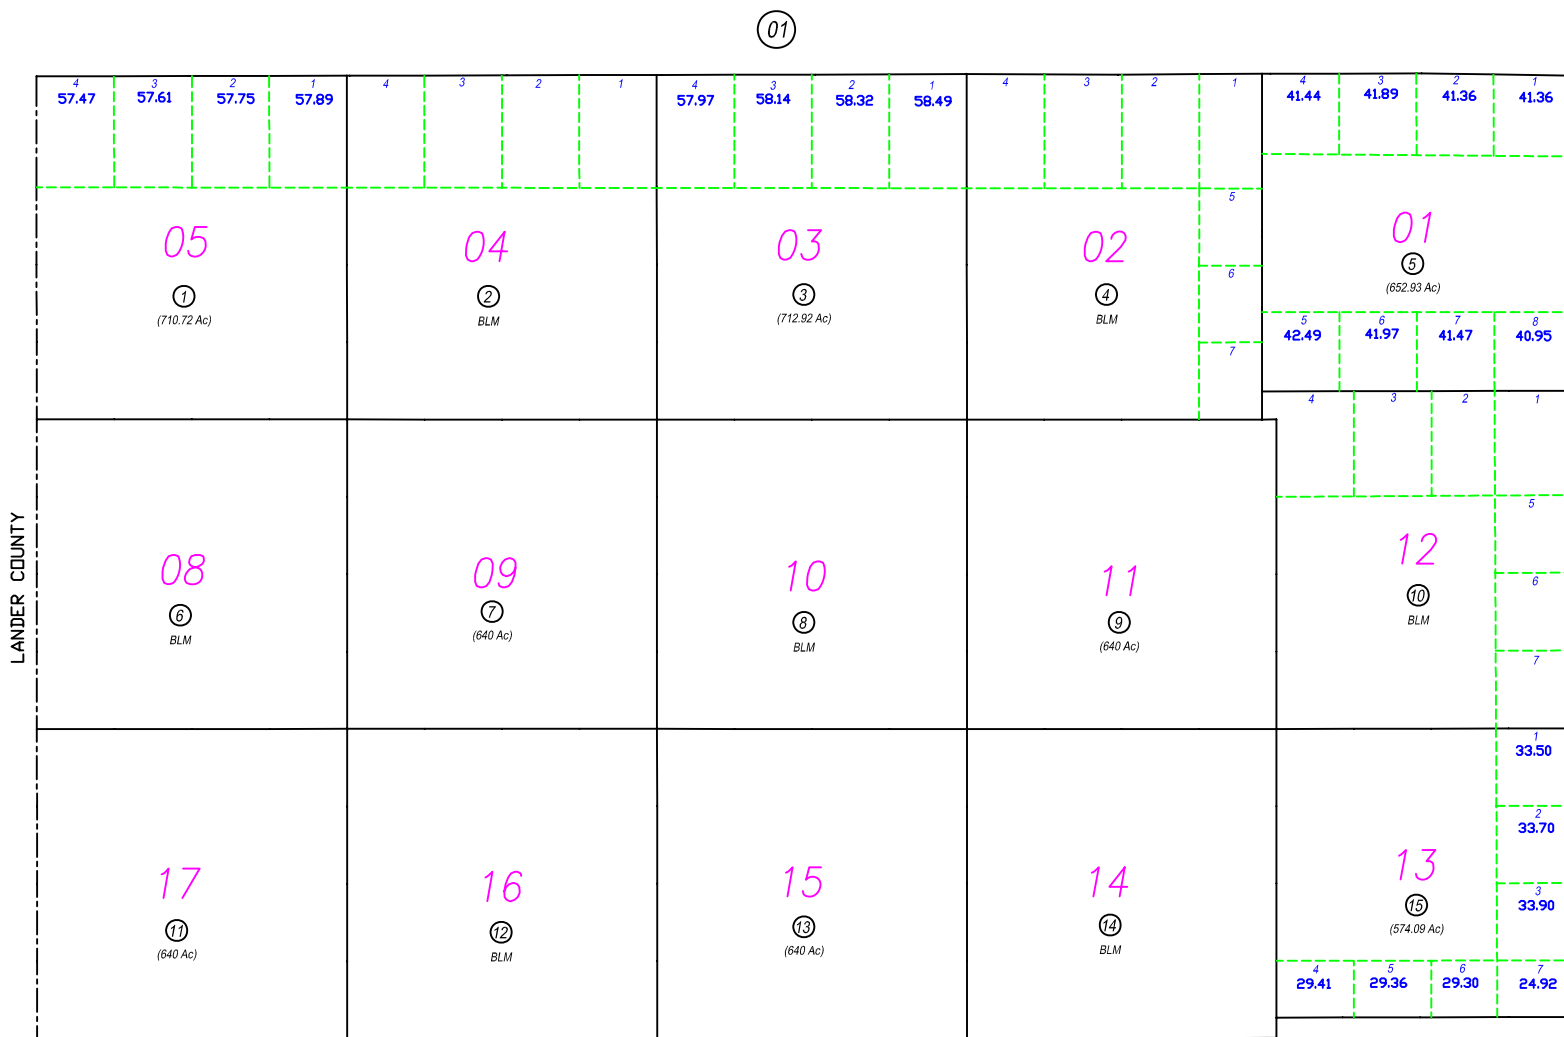 01
4 3 2 1 4 3 2 1 4 3 2 1 4 3 2 1 4 3 2 1
57.47 57.61 57.75 57.89 57.97 58.14 58.32 58.49 41.44 41.89 41.36 41.36
05 04 03 02 01
1 2 3 4 5
(710.72 Ac) BLM (712.92 Ac) BLM (652.93 Ac)
5
6
7
5 6 7 8
42.49 41.97 41.47 40.95
4 3 2 1
LANDER COUNTY
08 09 10 11 12
6 7 8 9 10
BLM (640 Ac) BLM (640 Ac) BLM
5
6
7
1
33.50
2
33.70
3
33.90
17 16 15 14 13
11 12 13 14 15
(640 Ac) BLM (640 Ac) BLM (574.09 Ac)
4 5 6 7
29.41 29.36 29.30 24.92